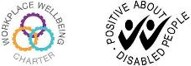 WORKPLACE WELLBEING
CHARTER
POSITIVE ABOUT
DISABLED PEOPLE